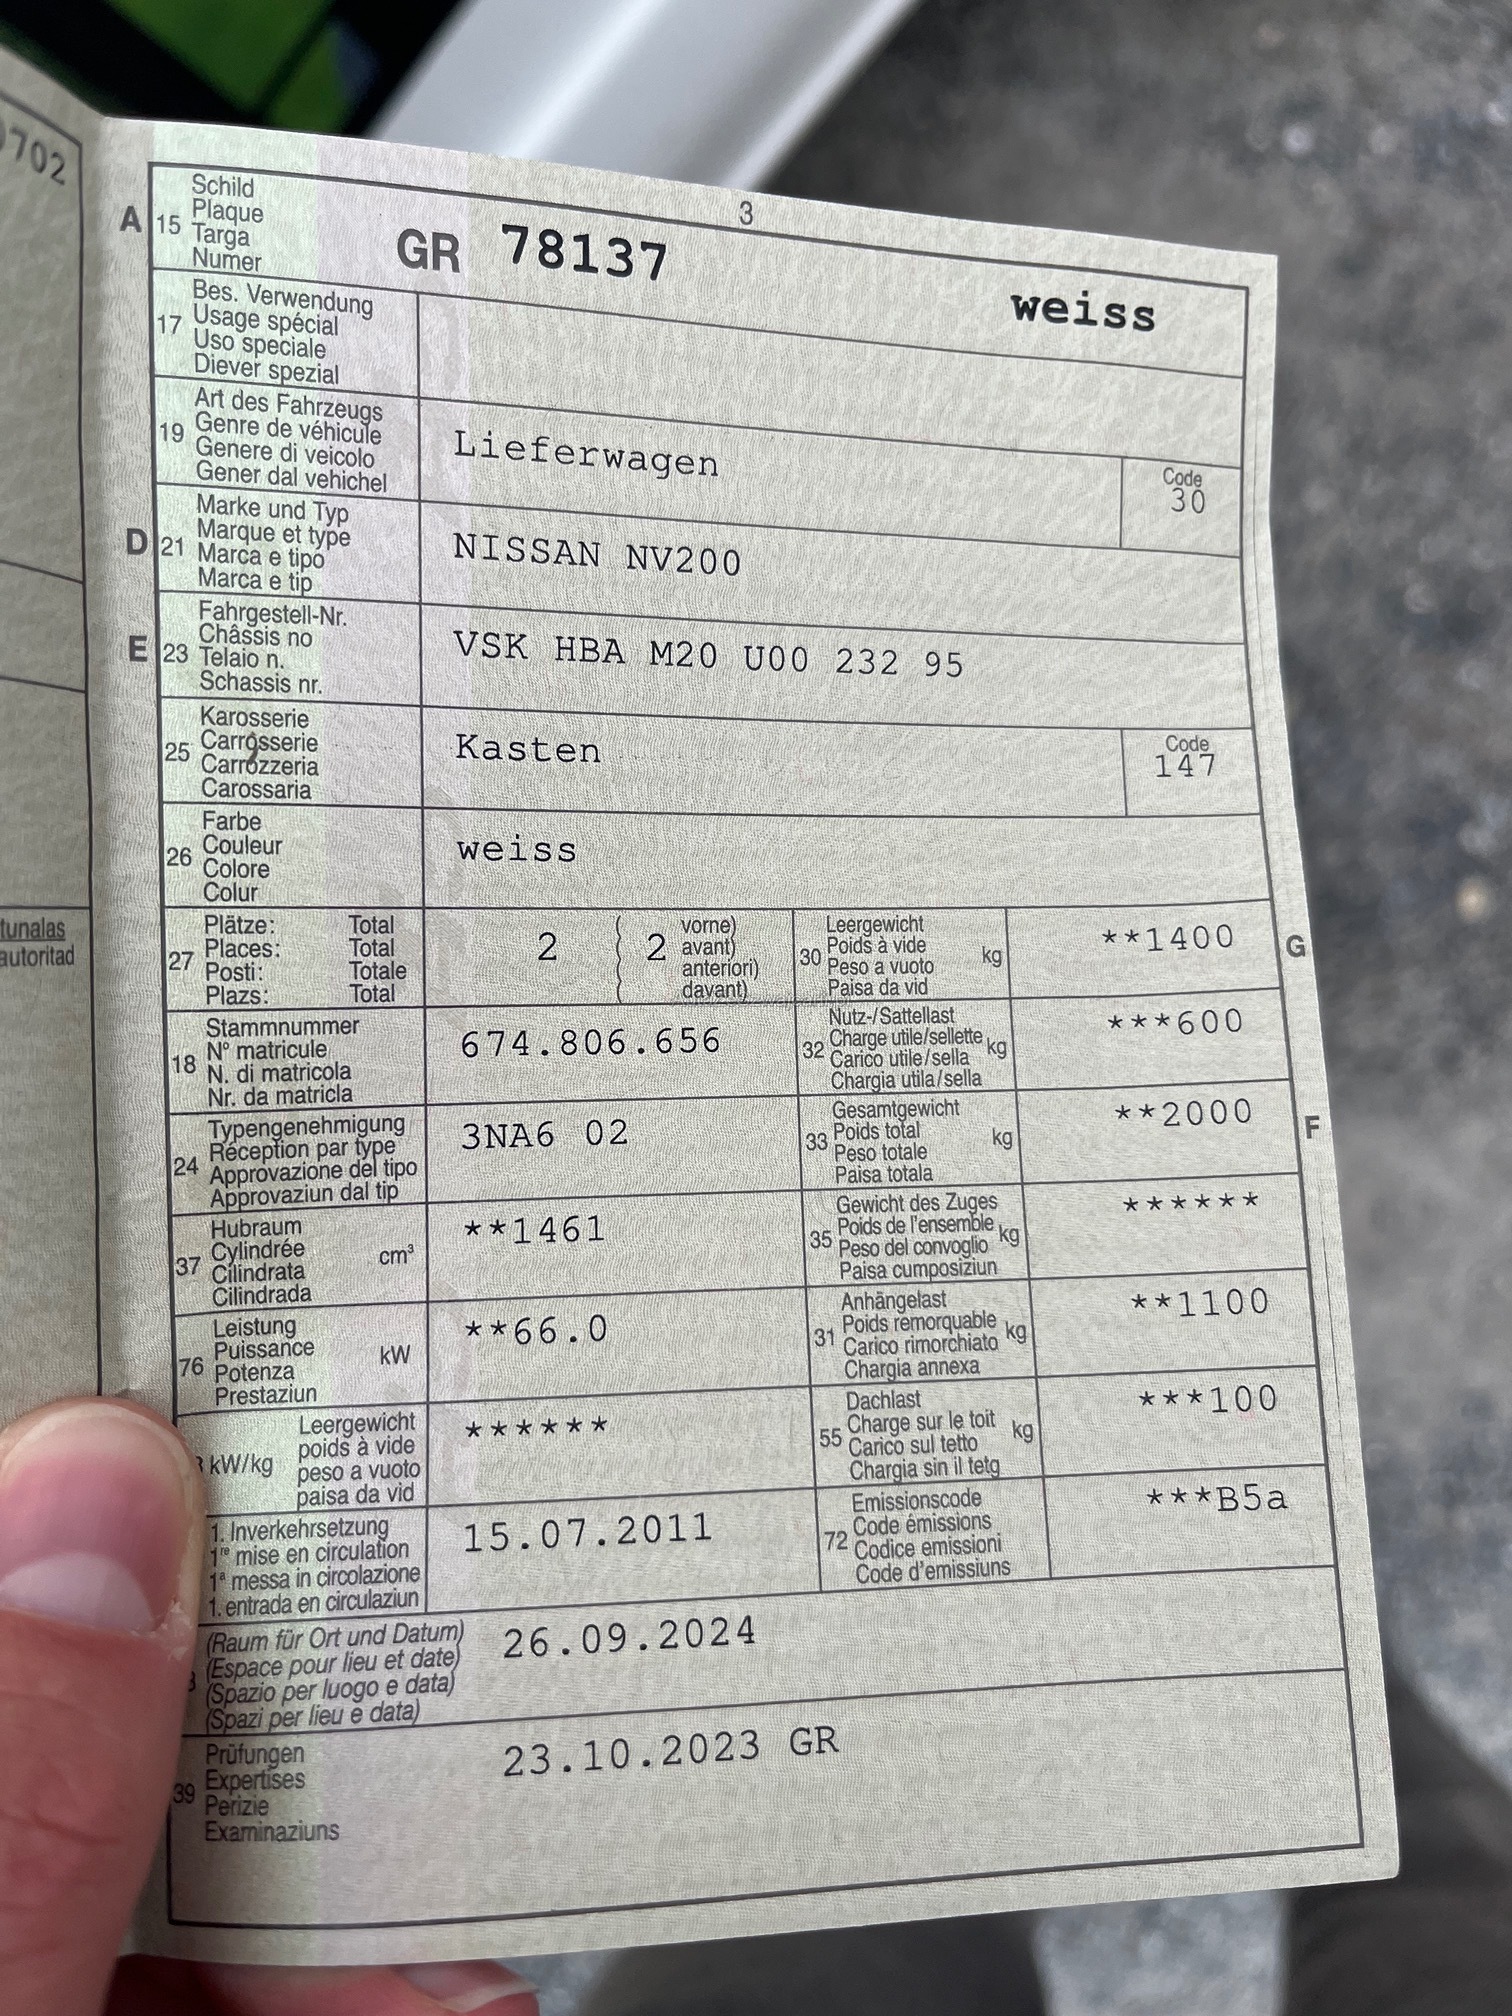 702
3
A 15 Schild
Plaque
Targa
Numer
GR 78137
weiss
17 Bes. Verwendung
Usage spécial
Uso speciale
Diever spezial
19 Art des Fahrzeugs
Genre de véhicule
Genere di veicolo
Gener dal vehichel
Lieferwagen
Code
30
D 21 Marke und Typ
Marque et type
Marca e tipo
Marca e tip
NISSAN NV200
E 23 Fahrgestell-Nr.
Châssis no
Telaio n.
Schassis nr.
VSK HBA M20 U00 232 95
25 Karosserie
Carrosserie
Carrozzeria
Carossaria
Kasten
Code
147
26 Farbe
Couleur
Colore
Colur
weiss
27 Plätze: Total
Places: Total
Posti: Totale
Plazs: Total
2 ( 2 vorne)
avant)
anteriori)
davant)
30 Leergewicht
Poids à vide
Peso a vuoto
Paisa da vid
kg
**1400
G
18 Stammnummer
N° matricule
N. di matricola
Nr. da matricla
674.806.656
32 Nutz-/Sattellast
Charge utile/sellette
Carico utile/sella
Chargia utila/sella
kg
***600
24 Typengenehmigung
Réception par type
Approvazione del tipo
Approvaziun dal tip
3NA6 02
33 Gesamtgewicht
Poids total
Peso totale
Paisa totala
kg
**2000
F
37 Hubraum
Cylindrée
Cilindrata
Cilindrada
cm³
**1461
35 Gewicht des Zuges
Poids de l'ensemble
Peso del convoglio
Paisa cumposiziun
kg
******
76 Leistung
Puissance
Potenza
Prestaziun
kW
**66.0
31 Anhängelast
Poids remorquable
Carico rimorchiato
Chargia annexa
kg
**1100
kW/kg Leergewicht
poids à vide
peso a vuoto
paisa da vid
******
55 Dachlast
Charge sur le toit
Carico sul tetto
Chargia sin il tetg
kg
***100
1. Inverkehrsetzung
1re mise en circulation
1a messa in circolazione
1. entrada en circulaziun
15.07.2011
72 Emissionscode
Code émissions
Codice emissioni
Code d'emissiuns
***B5a
(Raum für Ort und Datum)
(Espace pour lieu et date)
(Spazio per luogo e data)
(Spazi per lieu e data)
26.09.2024
39 Prüfungen
Expertises
Perizie
Examinaziuns
23.10.2023 GR